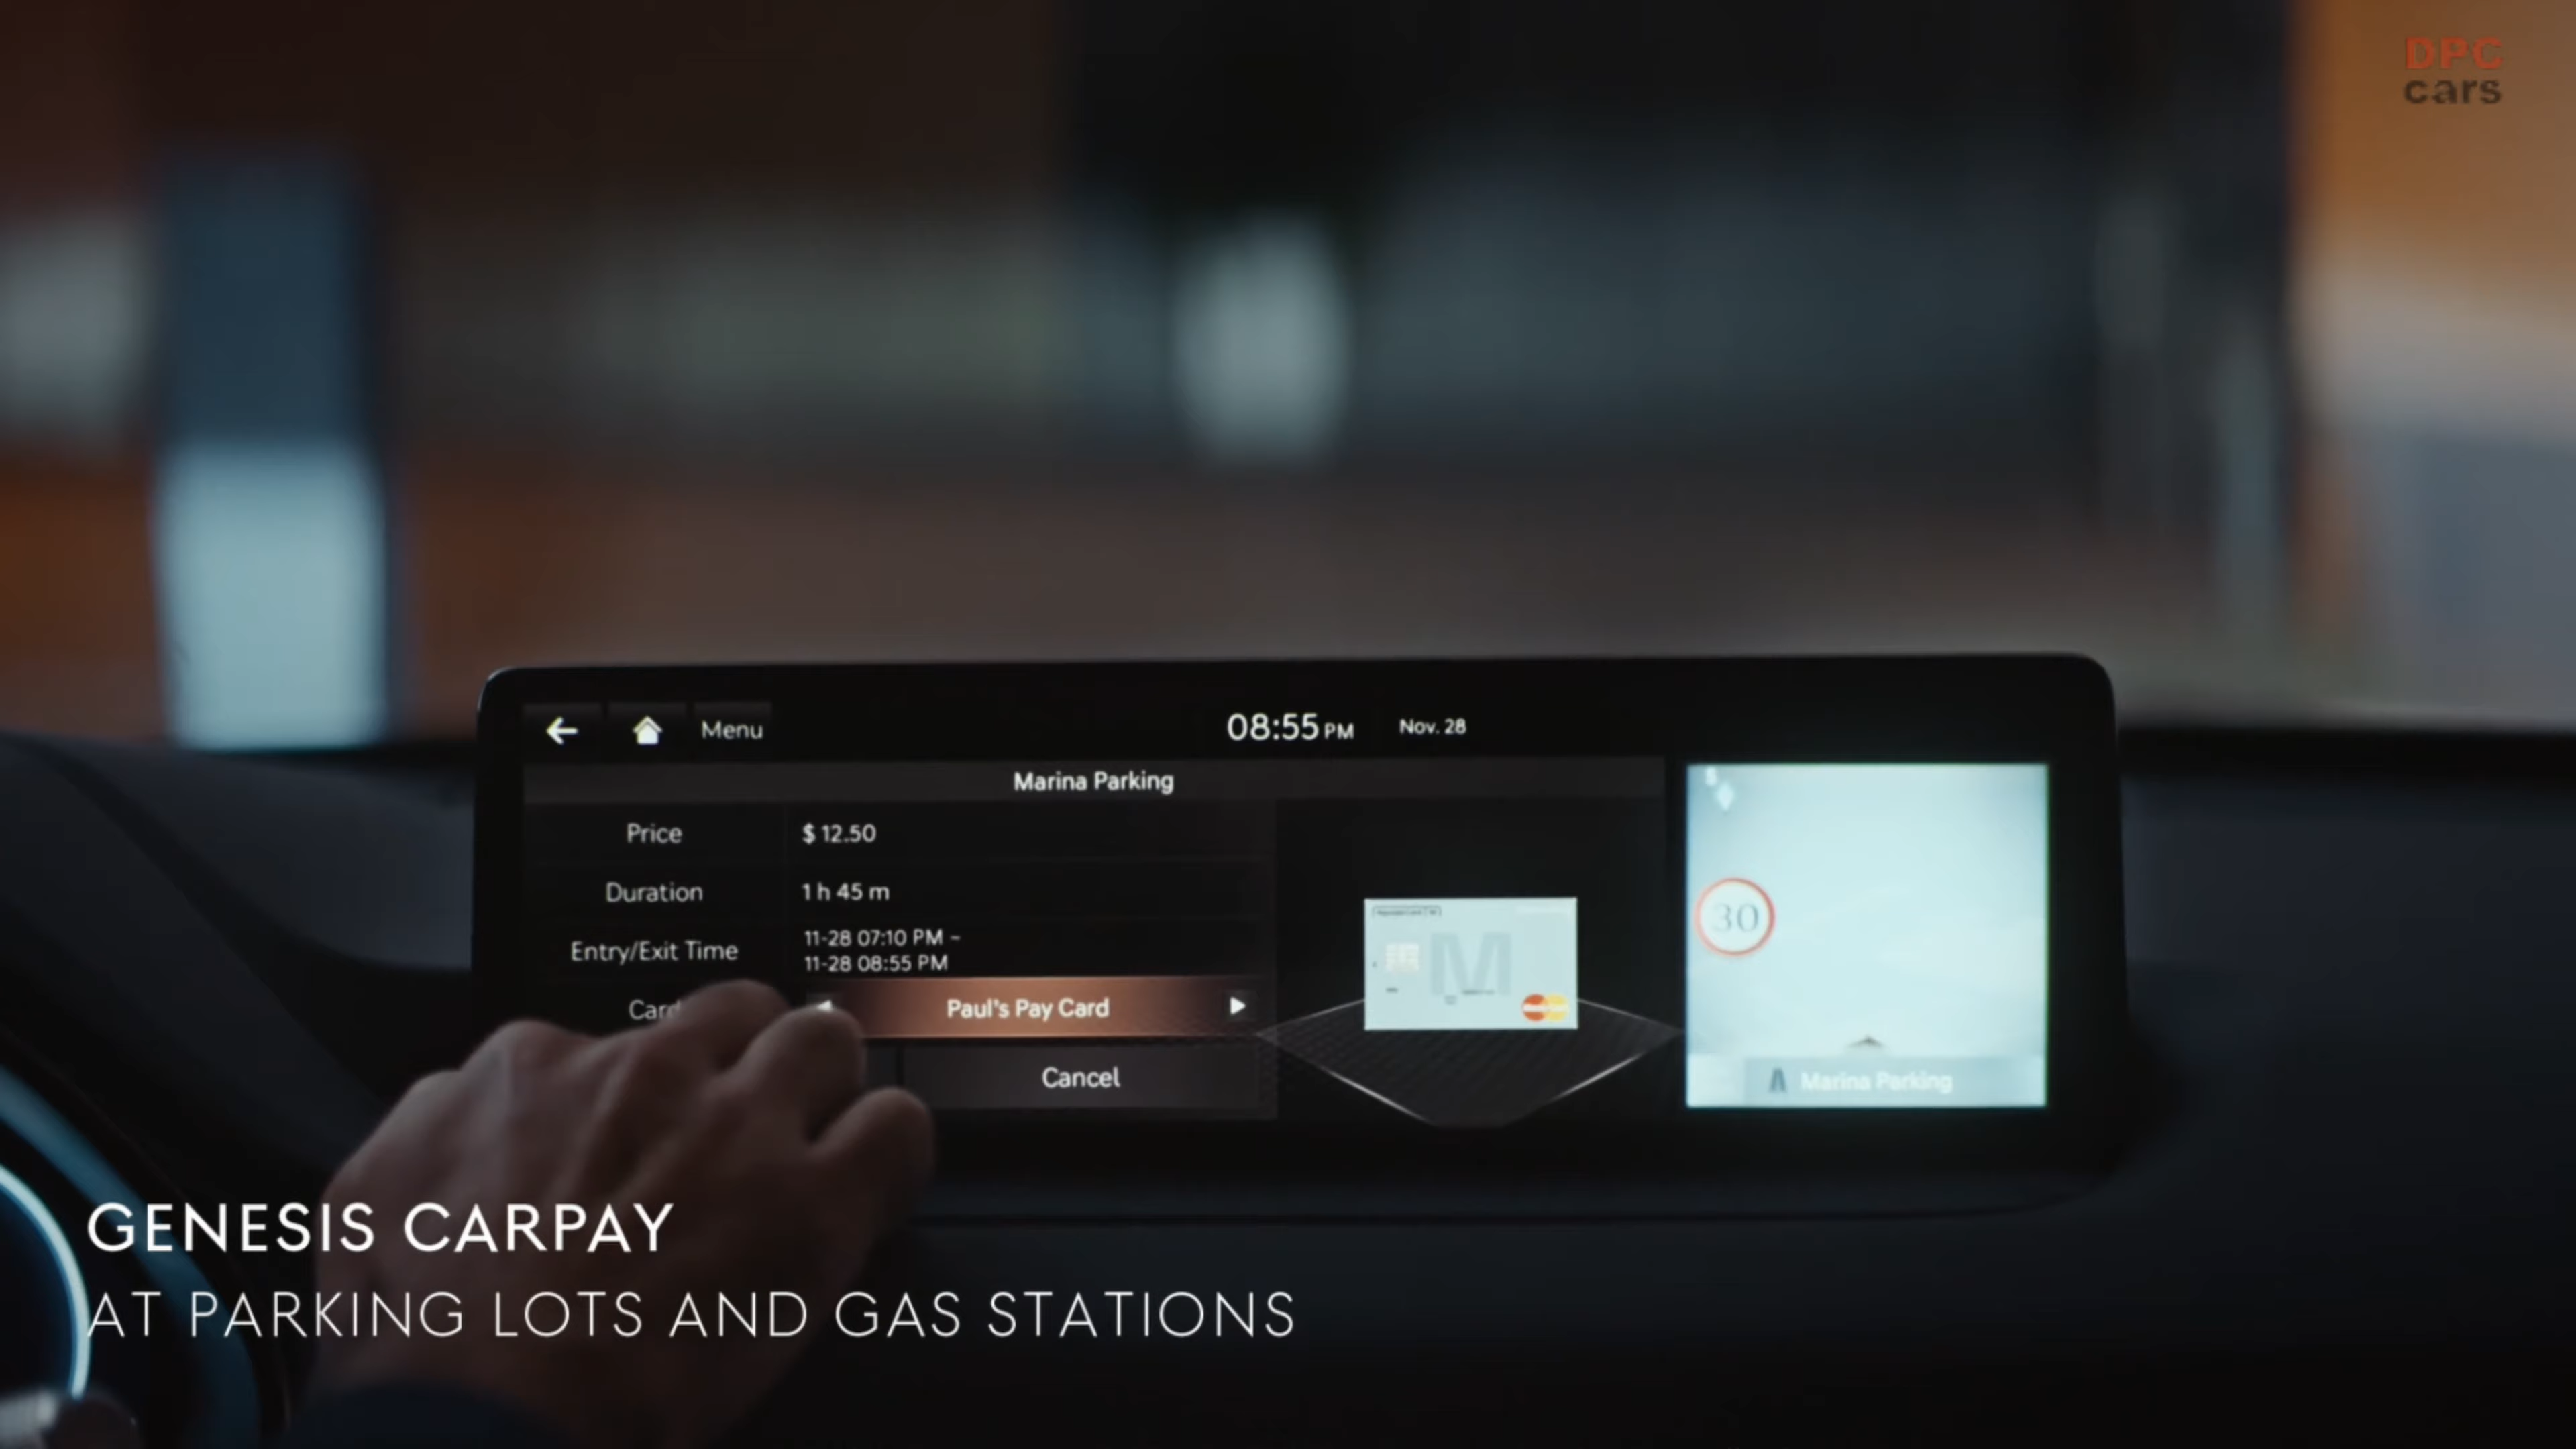 DPC
cars
Menu
08:55 PM
Nov. 28
Marina Parking
Price
$ 12.50
Duration
1 h 45 m
Entry/Exit Time
11-28 07:10 PM ~
11-28 08:55 PM
Card
Paul's Pay Card
Cancel
M
30
Marina Parking
GENESIS CARPAY
AT PARKING LOTS AND GAS STATIONS